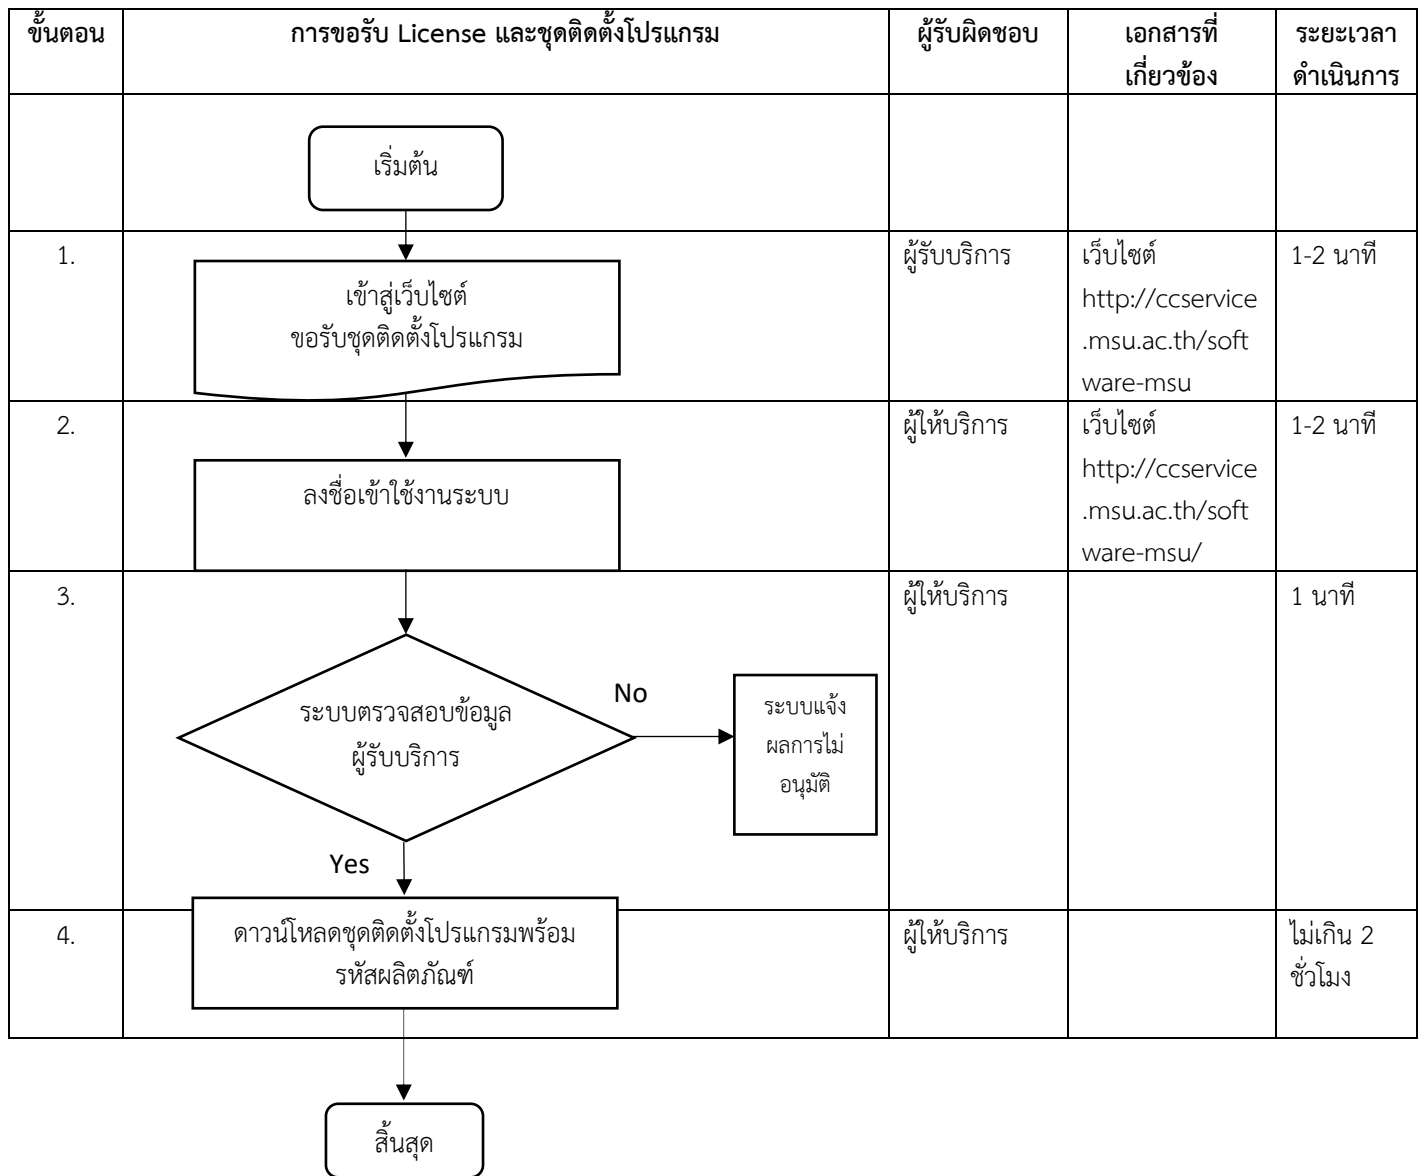 ขั้นตอน
การขอรับ License และชุดติดตั้งโปรแกรม
ผู้รับผิดชอบ
เอกสารที่
เกี่ยวข้อง
ระยะเวลา
ดำเนินการ
เริ่มต้น
1.
เข้าสู่เว็บไซต์
ขอรับชุดติดตั้งโปรแกรม
ผู้รับบริการ
เว็บไซต์
http://ccservice
.msu.ac.th/soft
ware-msu
1-2 นาที
2.
ลงชื่อเข้าใช้งานระบบ
ผู้ให้บริการ
เว็บไซต์
http://ccservice
.msu.ac.th/soft
ware-msu/
1-2 นาที
3.
ระบบตรวจสอบข้อมูล
ผู้รับบริการ
No
ระบบแจ้ง
ผลการไม่
อนุมัติ
Yes
ผู้ให้บริการ
1 นาที
4.
ดาวน์โหลดชุดติดตั้งโปรแกรมพร้อม
รหัสผลิตภัณฑ์
ผู้ให้บริการ
ไม่เกิน 2
ชั่วโมง
สิ้นสุด